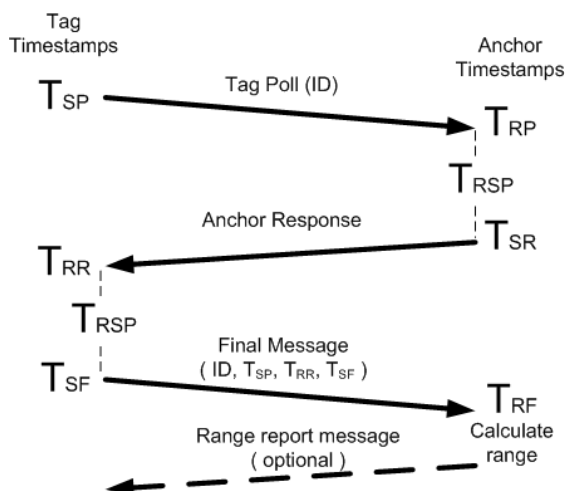 Tag
Timestamps
Anchor
Timestamps
TSP
Tag Poll (ID)
TRP
TRSP
Anchor Response
TSR
TRR
TRSP
Final Message
( ID, TSP, TRR, TSF )
TSF
TRF
Calculate
range
Range report message
( optional )